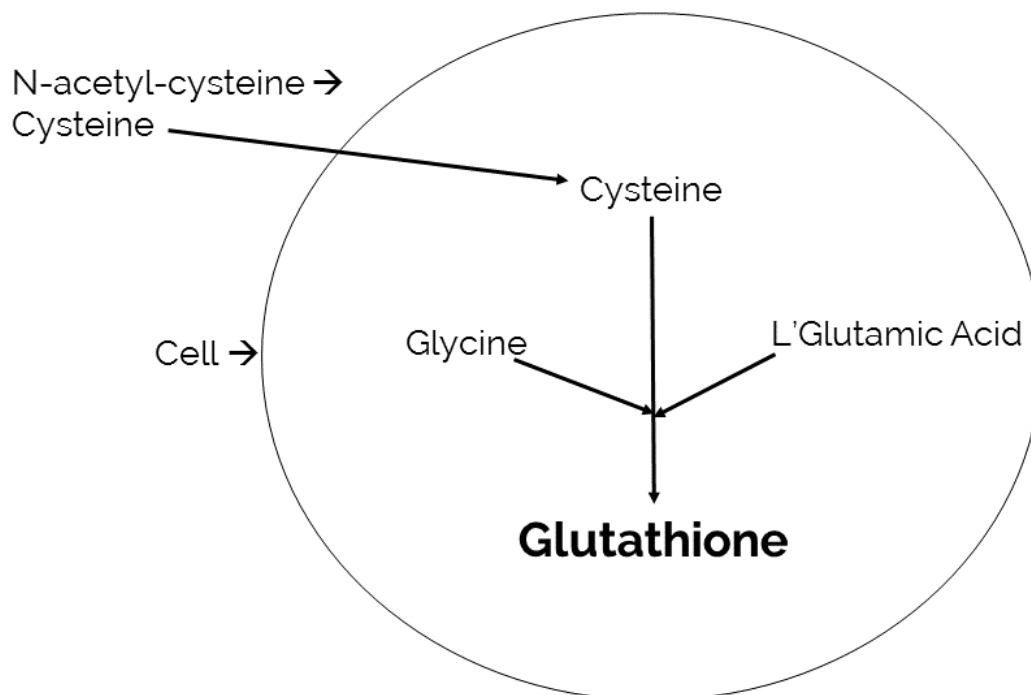 N-acetyl-cysteine →
Cysteine
Cysteine
Glycine
L'Glutamic Acid
Cell →
Glutathione